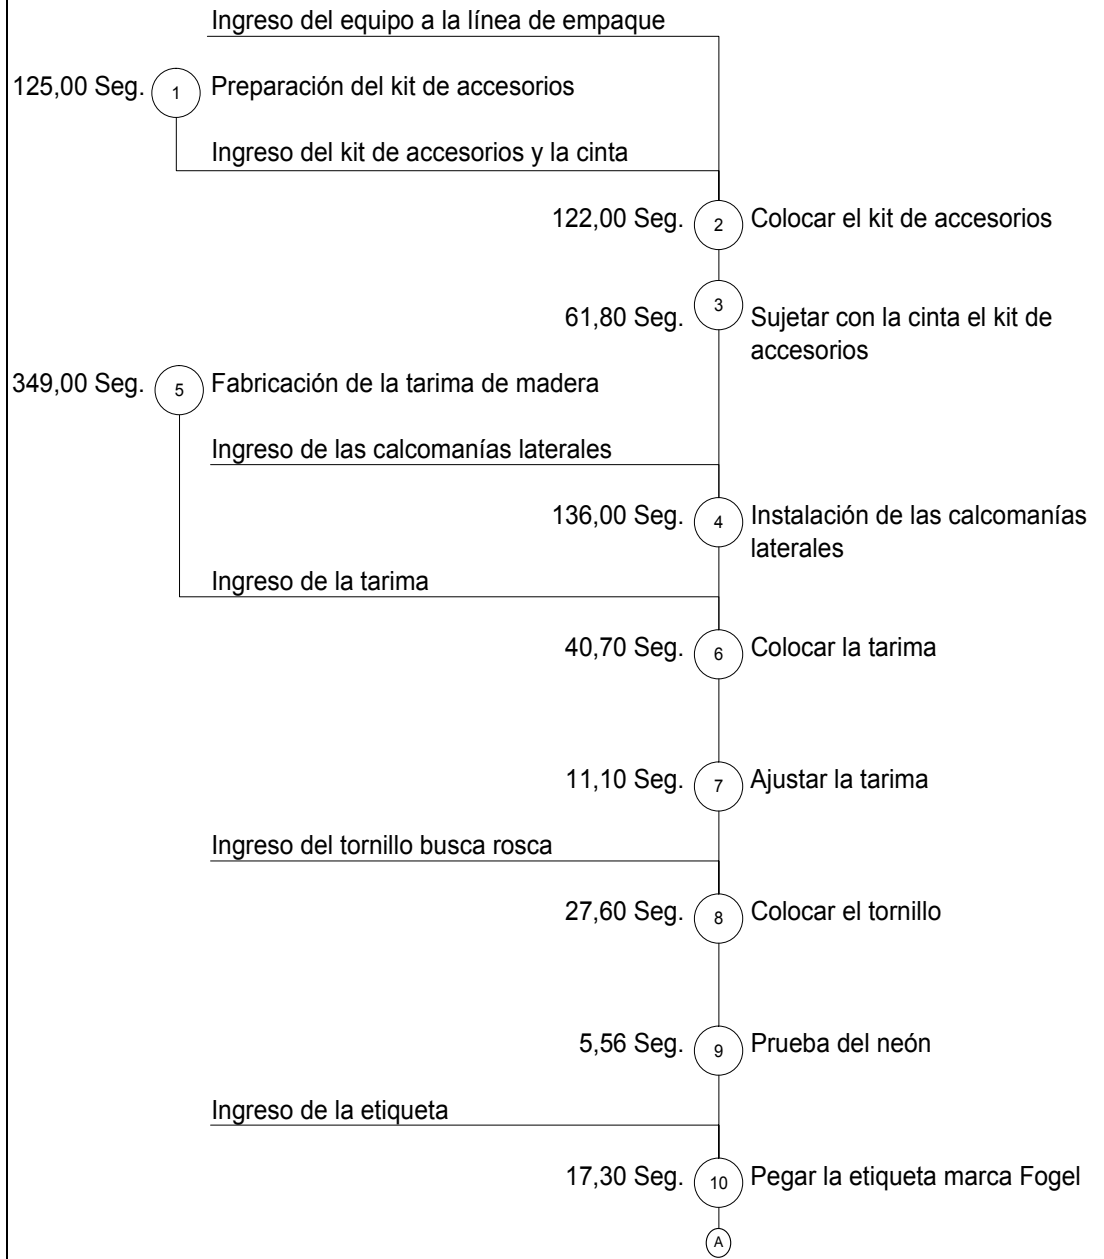 Ingreso del equipo a la línea de empaque
125,00 Seg. 1 Preparación del kit de accesorios
Ingreso del kit de accesorios y la cinta
122,00 Seg. 2 Colocar el kit de accesorios
61,80 Seg. 3 Sujetar con la cinta el kit de
accesorios
349,00 Seg. 5 Fabricación de la tarima de madera
Ingreso de las calcomanías laterales
136,00 Seg. 4 Instalación de las calcomanías
laterales
Ingreso de la tarima
40,70 Seg. 6 Colocar la tarima
11,10 Seg. 7 Ajustar la tarima
Ingreso del tornillo busca rosca
27,60 Seg. 8 Colocar el tornillo
5,56 Seg. 9 Prueba del neón
Ingreso de la etiqueta
17,30 Seg. 10 Pegar la etiqueta marca Fogel
A